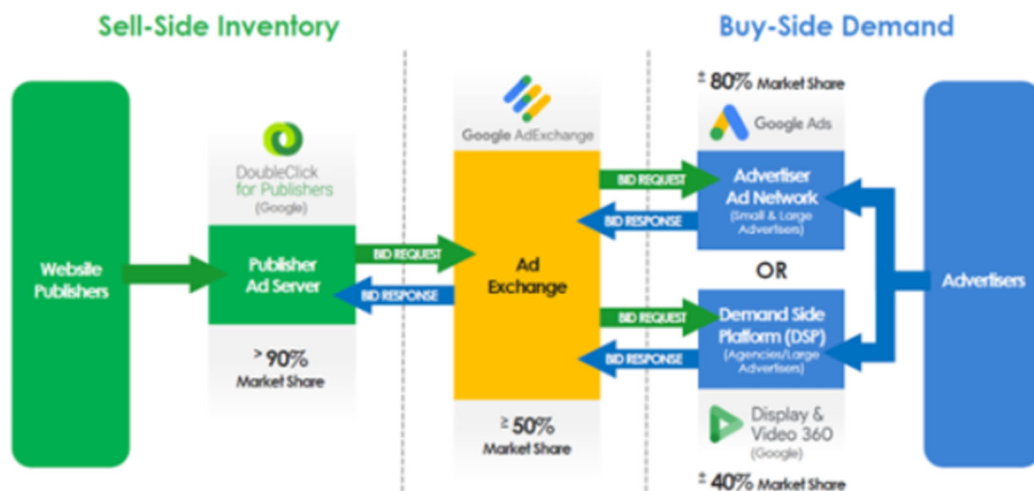 Sell-Side Inventory
Buy-Side Demand
Website
Publishers
DoubleClick
for Publishers
(Google)
Publisher
Ad Server
> 90%
Market Share
BID REQUEST
BID RESPONSE
Google AdExchange
Ad
Exchange
≥ 50%
Market Share
BID REQUEST
BID RESPONSE
BID REQUEST
BID RESPONSE
± 80% Market Share
Google Ads
Advertiser
Ad Network
(Small & Large
Advertisers)
OR
Demand Side
Platform (DSP)
(Agencies/Large
Advertisers)
Display &
Video 360
(Google)
± 40% Market Share
Advertisers